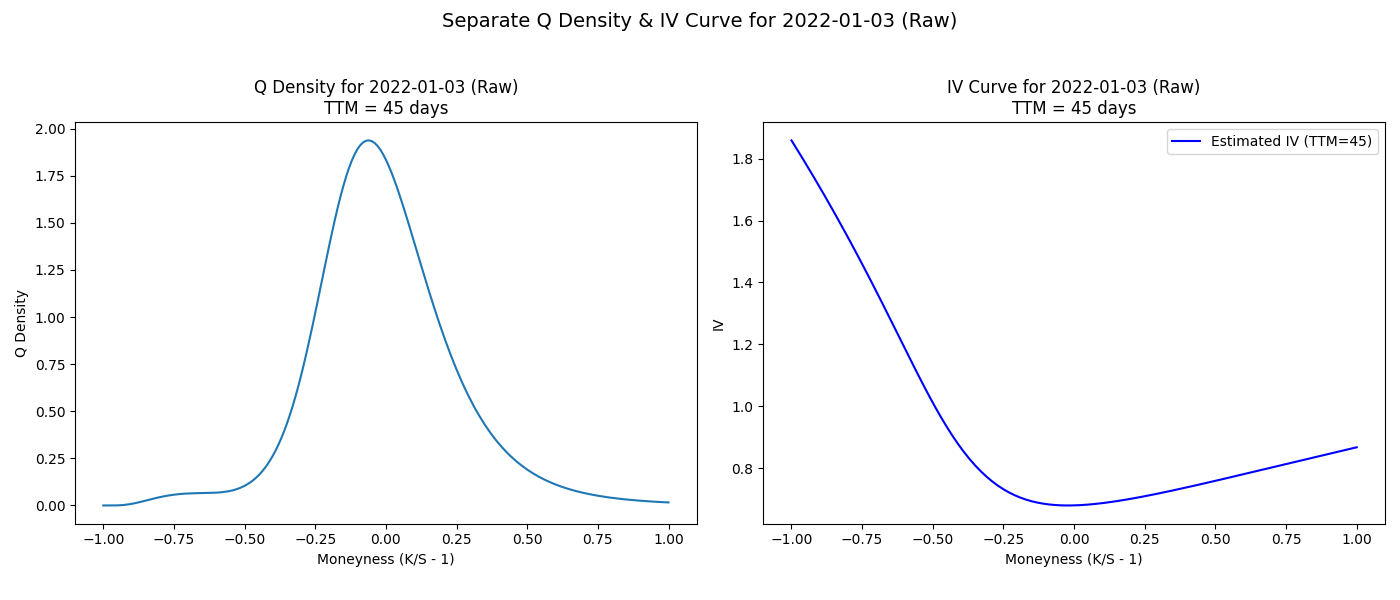 Separate Q Density & IV Curve for 2022-01-03 (Raw)
Q Density for 2022-01-03 (Raw)
TTM = 45 days
2.00
1.75
1.50
1.25
1.00
0.75
0.50
0.25
0.00
Q Density
−1.00 −0.75 −0.50 −0.25 0.00 0.25 0.50 0.75 1.00
Moneyness (K/S - 1)
IV Curve for 2022-01-03 (Raw)
TTM = 45 days
Estimated IV (TTM=45)
1.8
1.6
1.4
1.2
1.0
0.8
IV
−1.00 −0.75 −0.50 −0.25 0.00 0.25 0.50 0.75 1.00
Moneyness (K/S - 1)